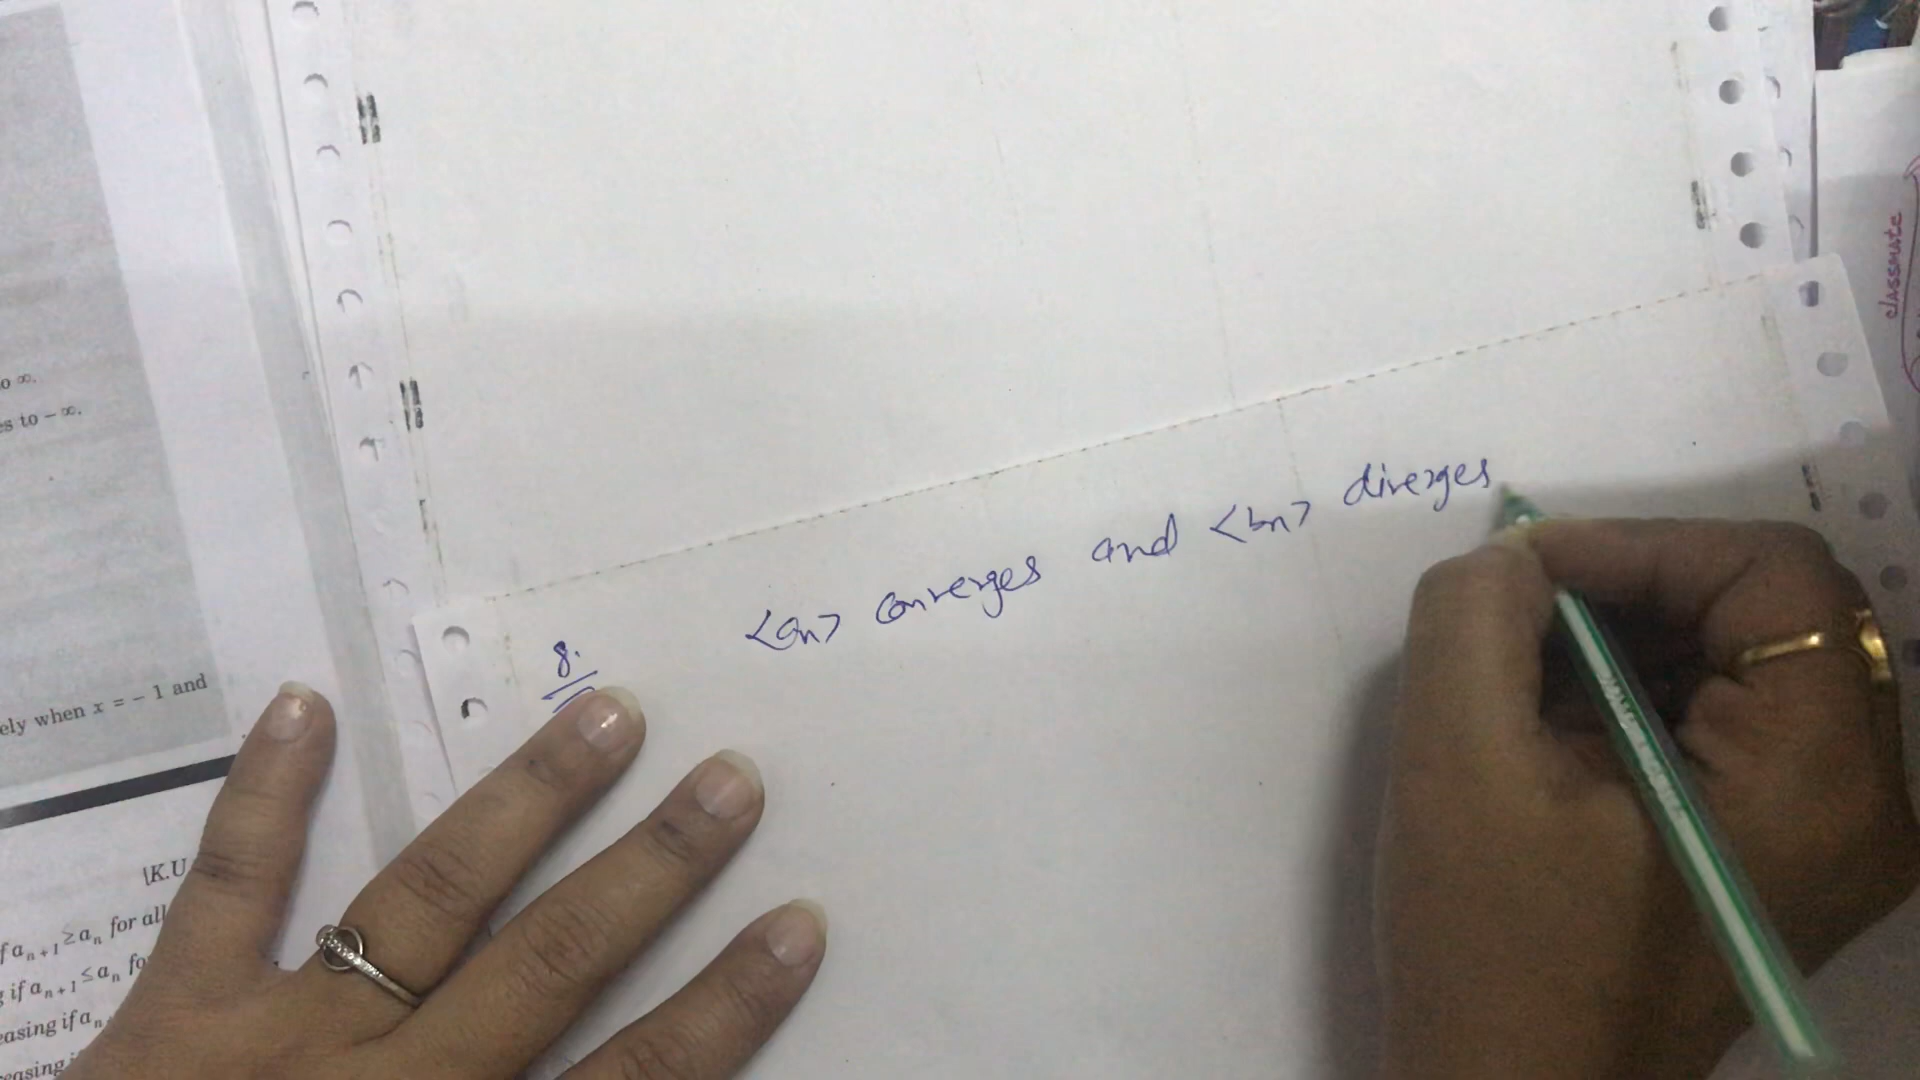 o ∞.
es to – ∞.
ely when x = – 1 and
[K.U.
f aₙ₊₁ ≥ aₙ for all
if aₙ₊₁ ≤ aₙ fo
easing if aₙ
easing
classmate
8. <an> converges and <bn> diverges